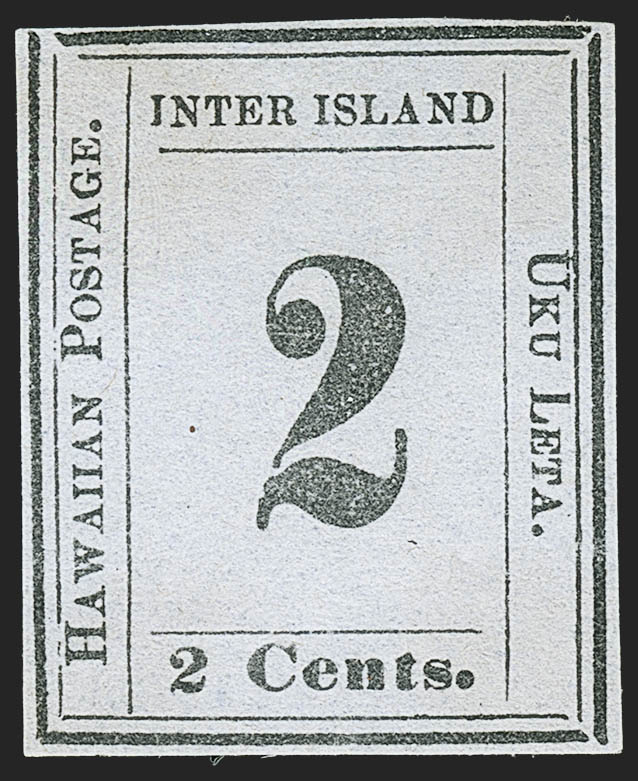 INTER ISLAND
HAWAIIAN POSTAGE.
2
UKU LETA.
2 Cents.